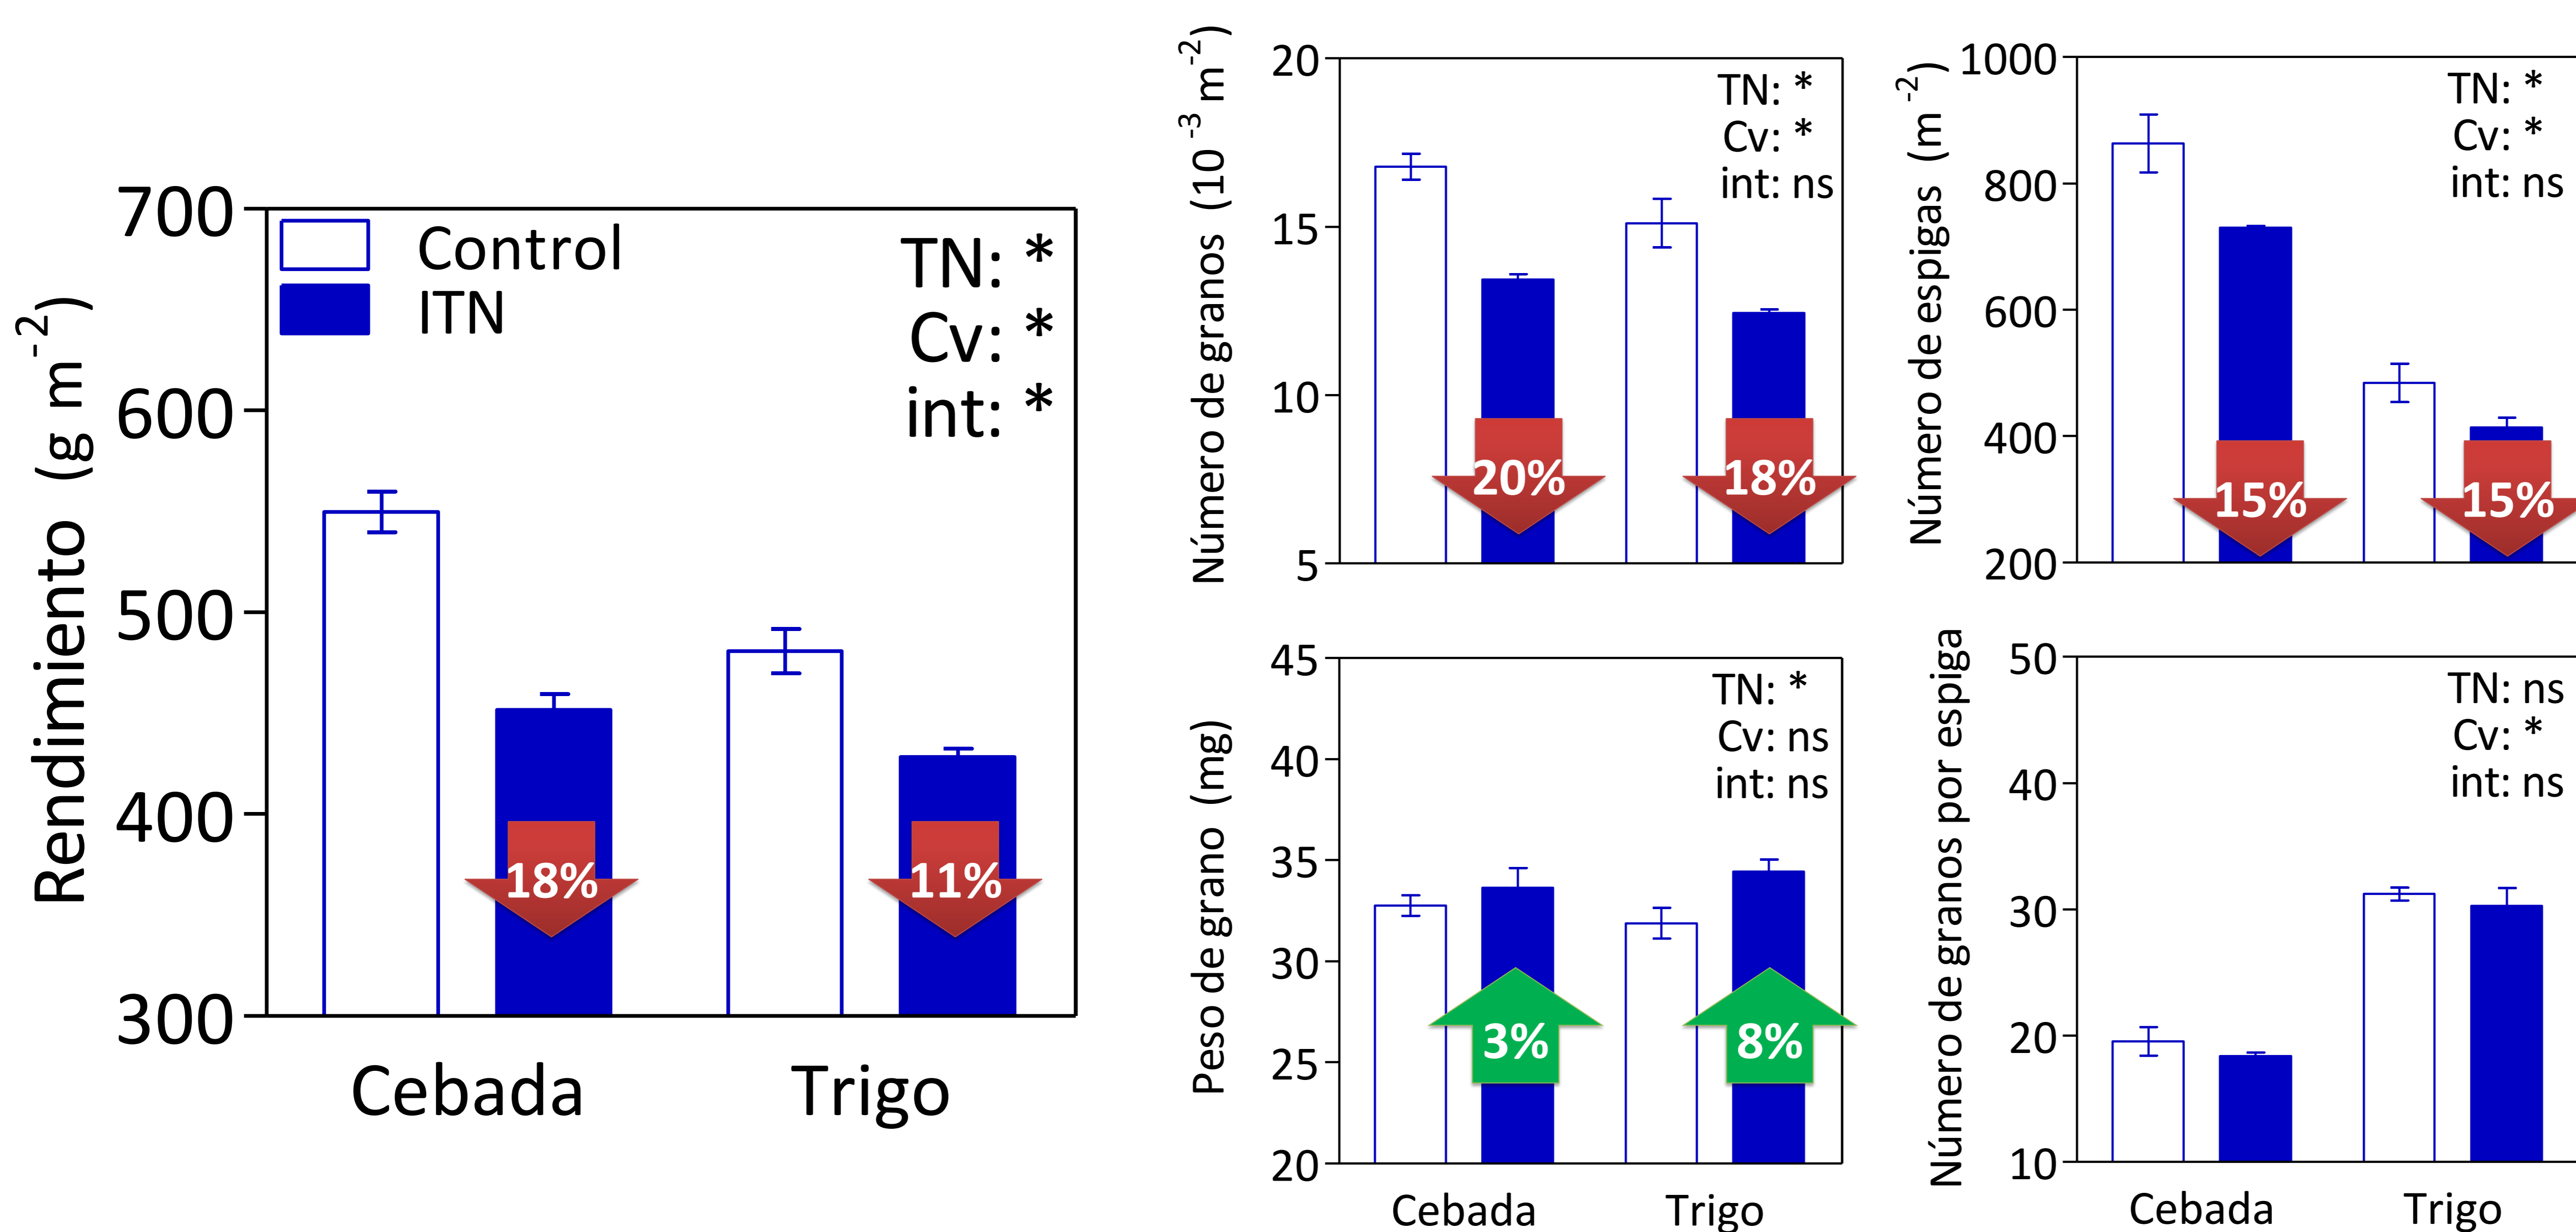 Rendimiento (g m-2)
700
600
500
400
300
Control
ITN
TN: *
Cv: *
int: *
18%
11%
Cebada
Trigo
Número de granos (10-3 m-2)
20
15
10
5
TN: *
Cv: *
int: ns
20%
18%
Número de espigas (m-2)
1000
800
600
400
200
TN: *
Cv: *
int: ns
15%
15%
Peso de grano (mg)
45
40
35
30
25
20
TN: *
Cv: ns
int: ns
3%
8%
Cebada
Trigo
Número de granos por espiga
50
40
30
20
10
TN: ns
Cv: *
int: ns
Cebada
Trigo